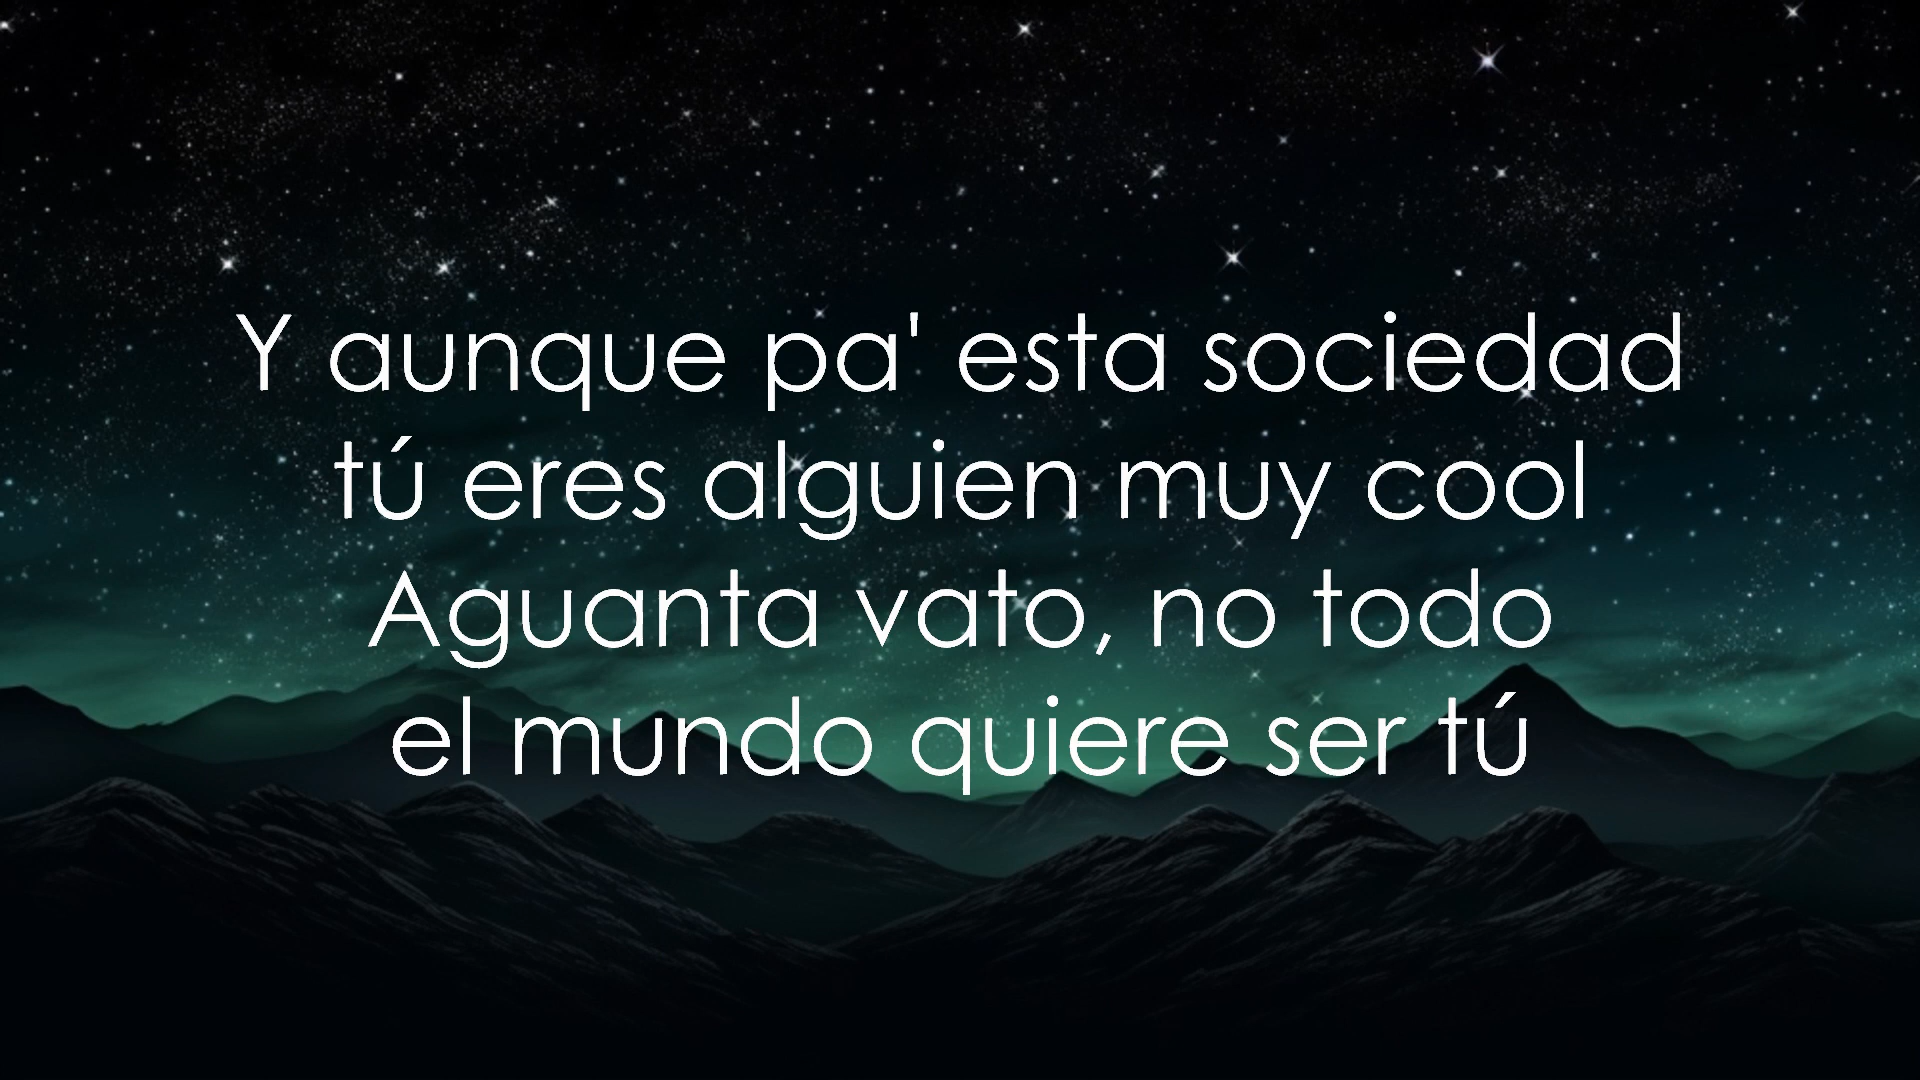 Y aunque pa' esta sociedad
tú eres alguien muy cool
Aguanta vato, no todo
el mundo quiere ser tú